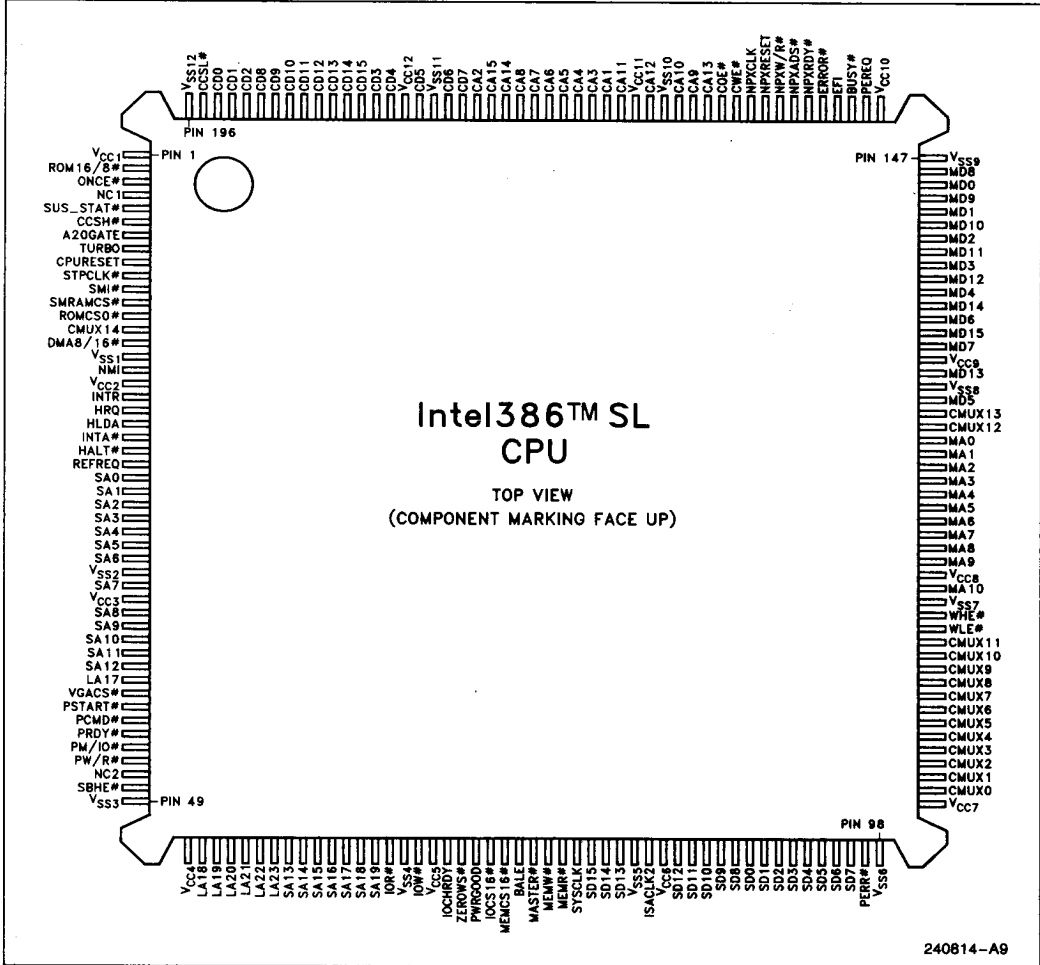 VSS12
CCSL#
CD0
CD1
CD2
CD8
CD9
CD10
CD11
CD12
CD13
CD14
CD15
CD3
CD4
VCC12
CD5
VSS11
CD6
CD7
CA2
CA15
CA14
CA8
CA7
CA6
CA5
CA4
CA3
CA1
CA11
VCC11
CA12
VSS10
CA10
CA9
CA13
COE#
CWE#
NPXCLK
NPXRESET
NPXW/R#
NPXADS#
NPXRDY#
ERROR#
EFI
BUSY#
PEREQ
VCC10
PIN 196
VCC1
ROM16/8#
ONCE#
NC1
SUS_STAT#
CCSH#
A20GATE
TURBO
CPURESET
STPCLK#
SMI#
SMRAMCS#
ROMCS0#
CMUX14
DMA8/16#
VSS1
NMI
VCC2
INTR
HRQ
HLDA
INTA#
HALT#
REFREQ
SA0
SA1
SA2
SA3
SA4
SA5
SA6
VSS2
SA7
VCC3
SA8
SA9
SA10
SA11
SA12
LA17
VGACS#
PSTART#
PCMD#
PRDY#
PM/IO#
PW/R#
NC2
SBHE#
VSS3
PIN 1
PIN 49
Intel386™ SL
CPU
TOP VIEW
(COMPONENT MARKING FACE UP)
PIN 147
PIN 98
VSS9
MD8
MD0
MD9
MD1
MD10
MD2
MD11
MD3
MD12
MD4
MD14
MD6
MD15
MD7
VCC9
MD13
VSS8
MD5
CMUX13
CMUX12
MA0
MA1
MA2
MA3
MA4
MA5
MA6
MA7
MA8
MA9
VCC8
MA10
VSS7
WHE#
WLE#
CMUX11
CMUX10
CMUX9
CMUX8
CMUX7
CMUX6
CMUX5
CMUX4
CMUX3
CMUX2
CMUX1
CMUX0
VCC7
VCC4
LA18
LA19
LA20
LA21
LA22
LA23
SA13
SA14
SA15
SA16
SA17
SA18
SA19
IOR#
VSS4
IOW#
VCC5
IOCHRDY
ZEROWS#
PWRGOOD
IOCS16#
MEMCS16#
BALE
MASTER#
MEMW#
MEMR#
SYSCLK
SD15
SD14
SD13
VSS5
ISACLK2
VCC6
SD12
SD11
SD10
SD9
SD8
SD0
SD1
SD2
SD3
SD4
SD5
SD6
SD7
PERR#
VSS6
240814-A9